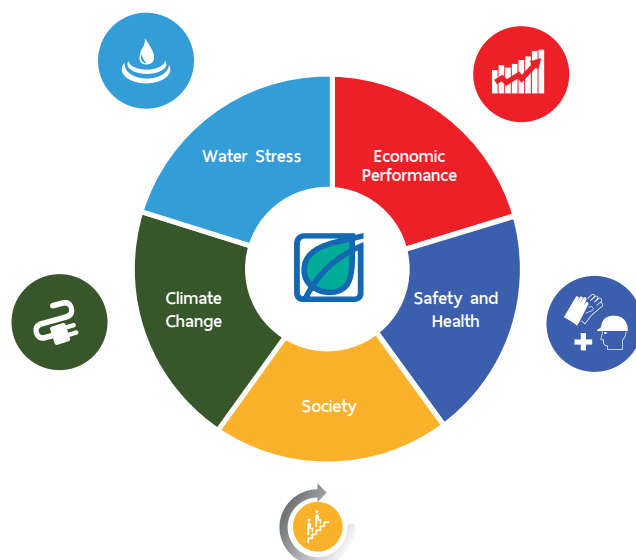 Water Stress
Economic
Performance
Climate
Change
Safety and
Health
Society